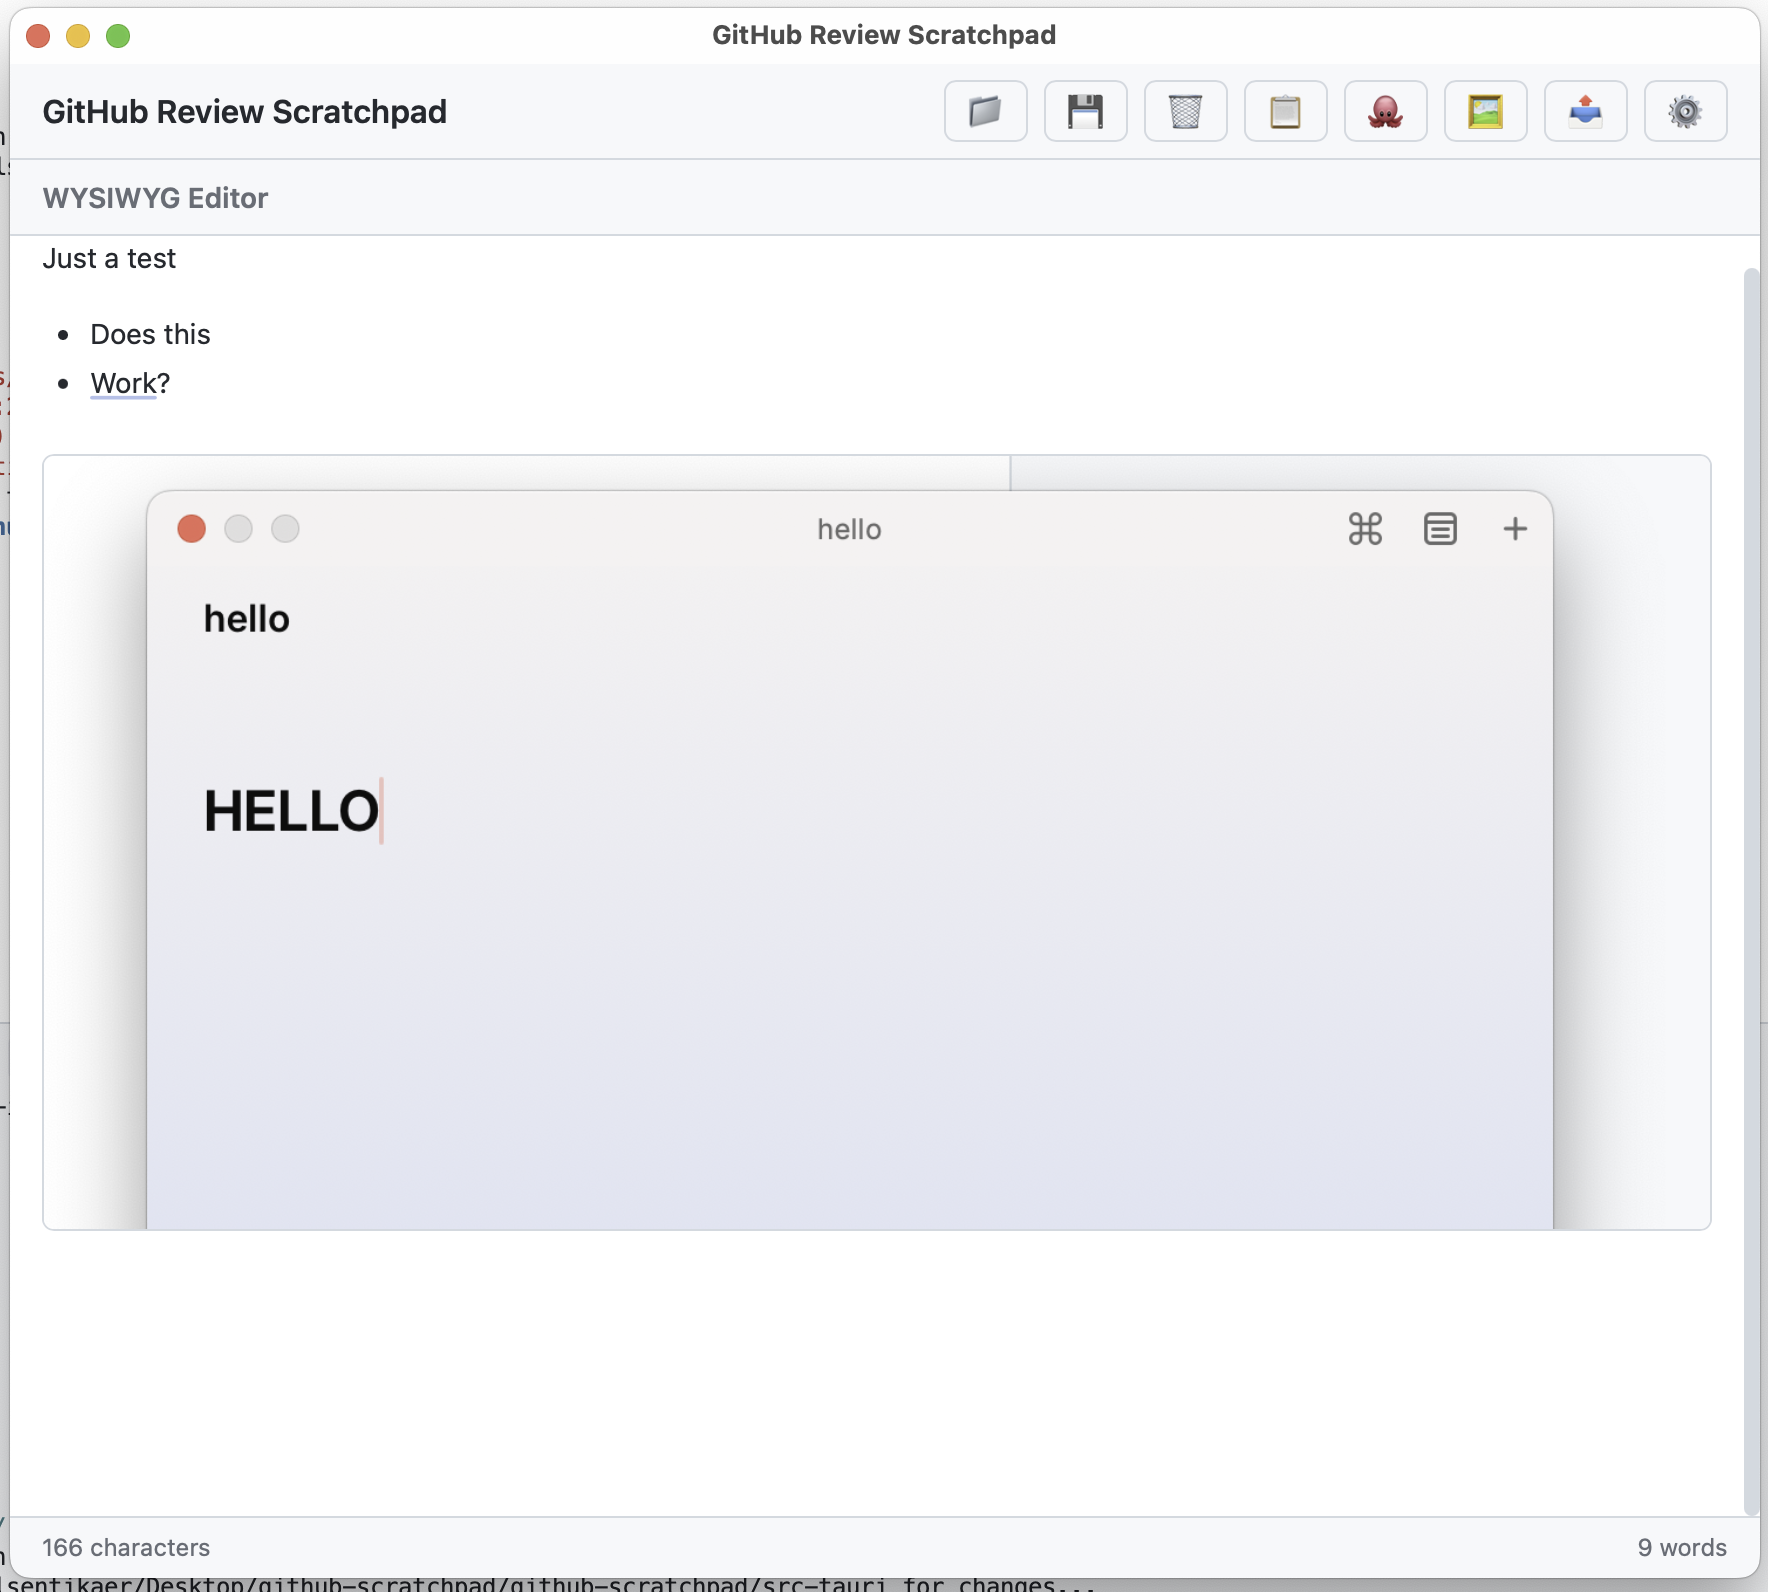 GitHub Review Scratchpad
GitHub Review Scratchpad
WYSIWYG Editor
Just a test
• Does this
• Work?
hello
hello
HELLO
166 characters
9 words
lsentikaer/Desktop/github-scratchpad/github-scratchpad/src-tauri for changes...